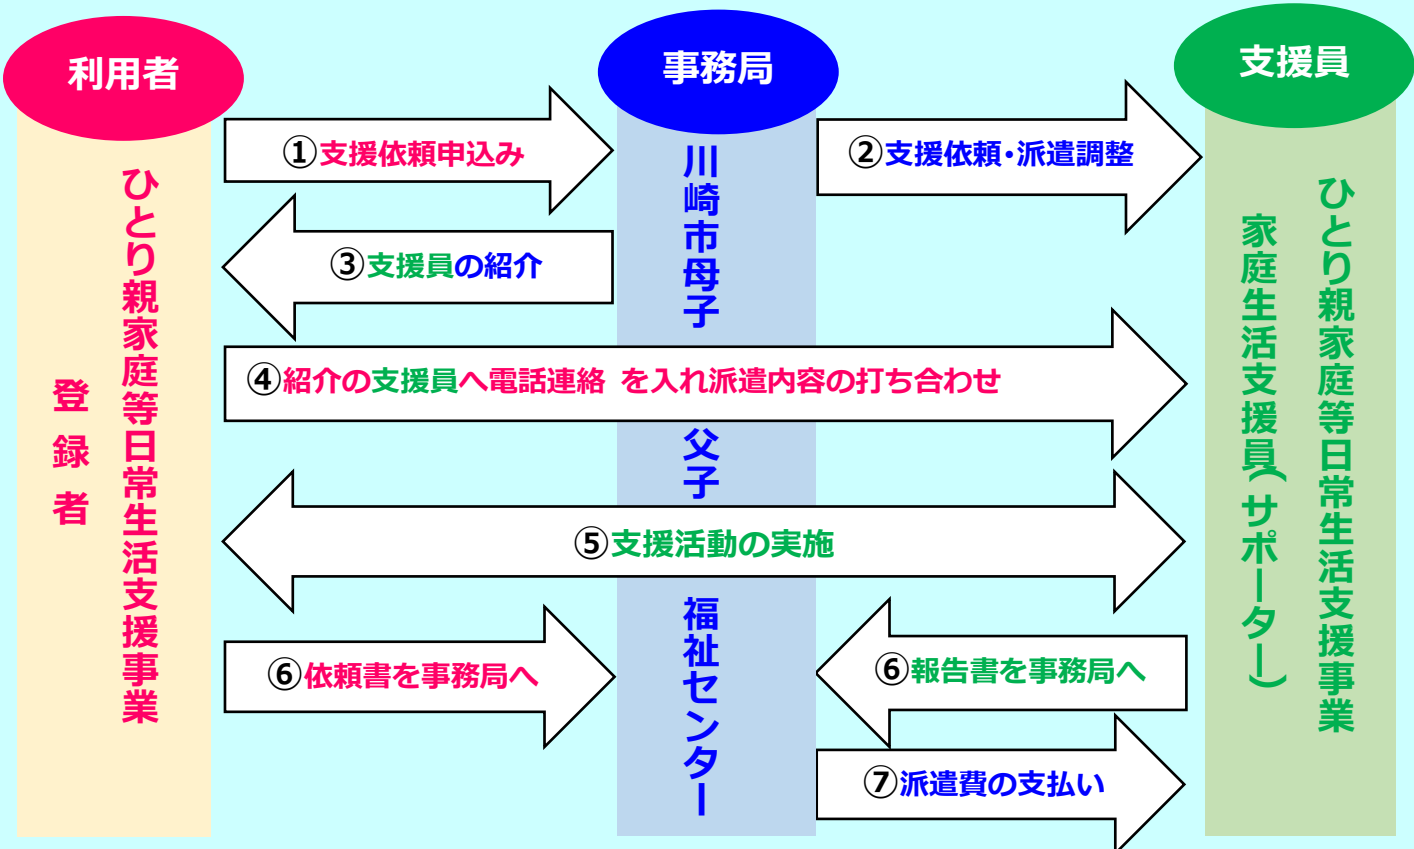 利用者
事務局
支援員
①支援依頼申込み
②支援依頼・派遣調整
③支援員の紹介
④紹介の支援員へ電話連絡 を入れ派遣内容の打ち合わせ
⑤支援活動の実施
⑥依頼書を事務局へ
⑥報告書を事務局へ
⑦派遣費の支払い
ひとり親家庭等日常生活支援事業
登録者
川崎市母子
父子
福祉センター
ひとり親家庭等日常生活支援事業
家庭生活支援員(サポーター)